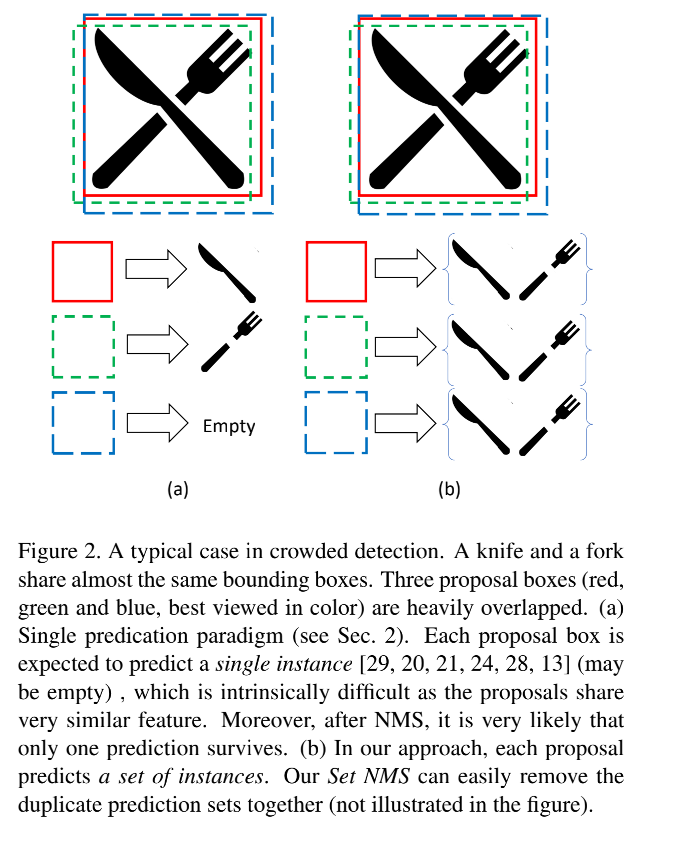 Empty
(a)
(b)
Figure 2. A typical case in crowded detection. A knife and a fork
share almost the same bounding boxes. Three proposal boxes (red,
green and blue, best viewed in color) are heavily overlapped. (a)
Single predication paradigm (see Sec. 2). Each proposal box is
expected to predict a single instance [29, 20, 21, 24, 28, 13] (may
be empty) , which is intrinsically difficult as the proposals share
very similar feature. Moreover, after NMS, it is very likely that
only one prediction survives. (b) In our approach, each proposal
predicts a set of instances. Our Set NMS can easily remove the
duplicate prediction sets together (not illustrated in the figure).